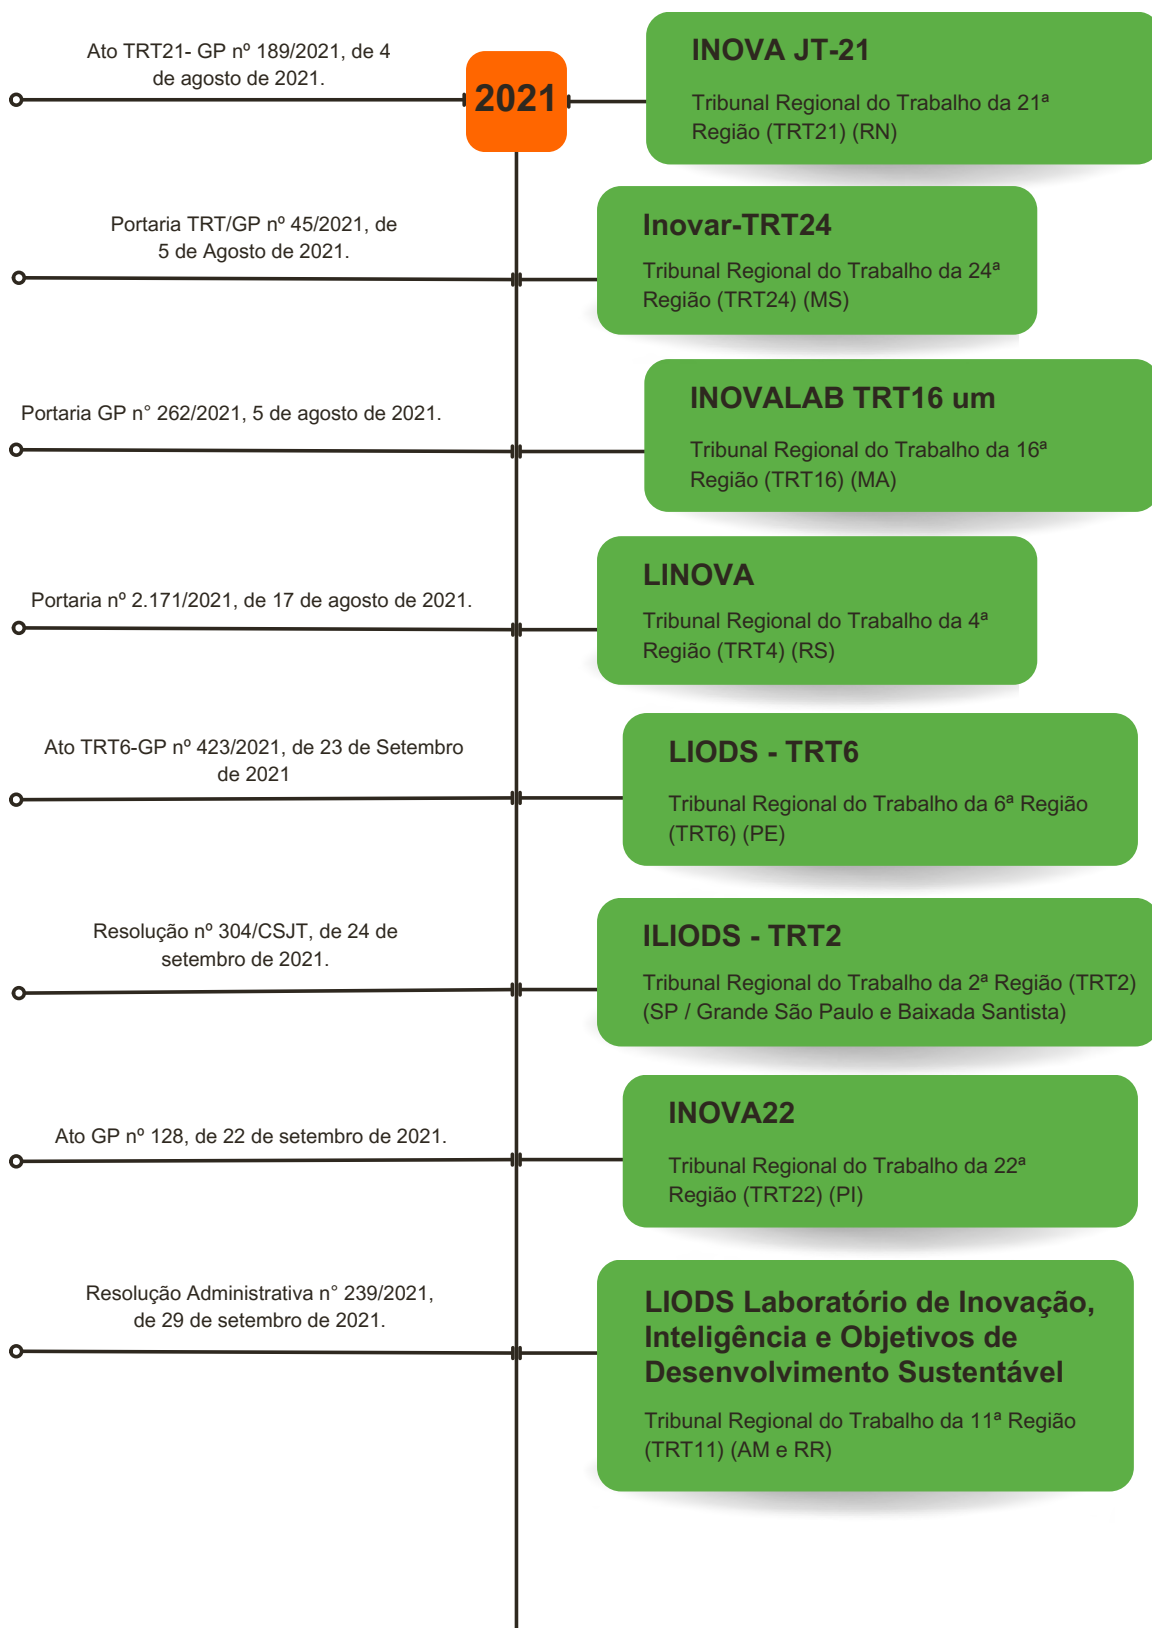 Ato TRT21- GP nº 189/2021, de 4
de agosto de 2021.
2021
INOVA JT-21
Tribunal Regional do Trabalho da 21ª
Região (TRT21) (RN)
Portaria TRT/GP nº 45/2021, de
5 de Agosto de 2021.
Inovar-TRT24
Tribunal Regional do Trabalho da 24ª
Região (TRT24) (MS)
Portaria GP n° 262/2021, 5 de agosto de 2021.
INOVALAB TRT16 um
Tribunal Regional do Trabalho da 16ª
Região (TRT16) (MA)
Portaria nº 2.171/2021, de 17 de agosto de 2021.
LINOVA
Tribunal Regional do Trabalho da 4ª
Região (TRT4) (RS)
Ato TRT6-GP nº 423/2021, de 23 de Setembro
de 2021
LIODS - TRT6
Tribunal Regional do Trabalho da 6ª Região
(TRT6) (PE)
Resolução nº 304/CSJT, de 24 de
setembro de 2021.
ILIODS - TRT2
Tribunal Regional do Trabalho da 2ª Região (TRT2)
(SP / Grande São Paulo e Baixada Santista)
Ato GP nº 128, de 22 de setembro de 2021.
INOVA22
Tribunal Regional do Trabalho da 22ª
Região (TRT22) (PI)
Resolução Administrativa n° 239/2021,
de 29 de setembro de 2021.
LIODS Laboratório de Inovação,
Inteligência e Objetivos de
Desenvolvimento Sustentável
Tribunal Regional do Trabalho da 11ª Região
(TRT11) (AM e RR)